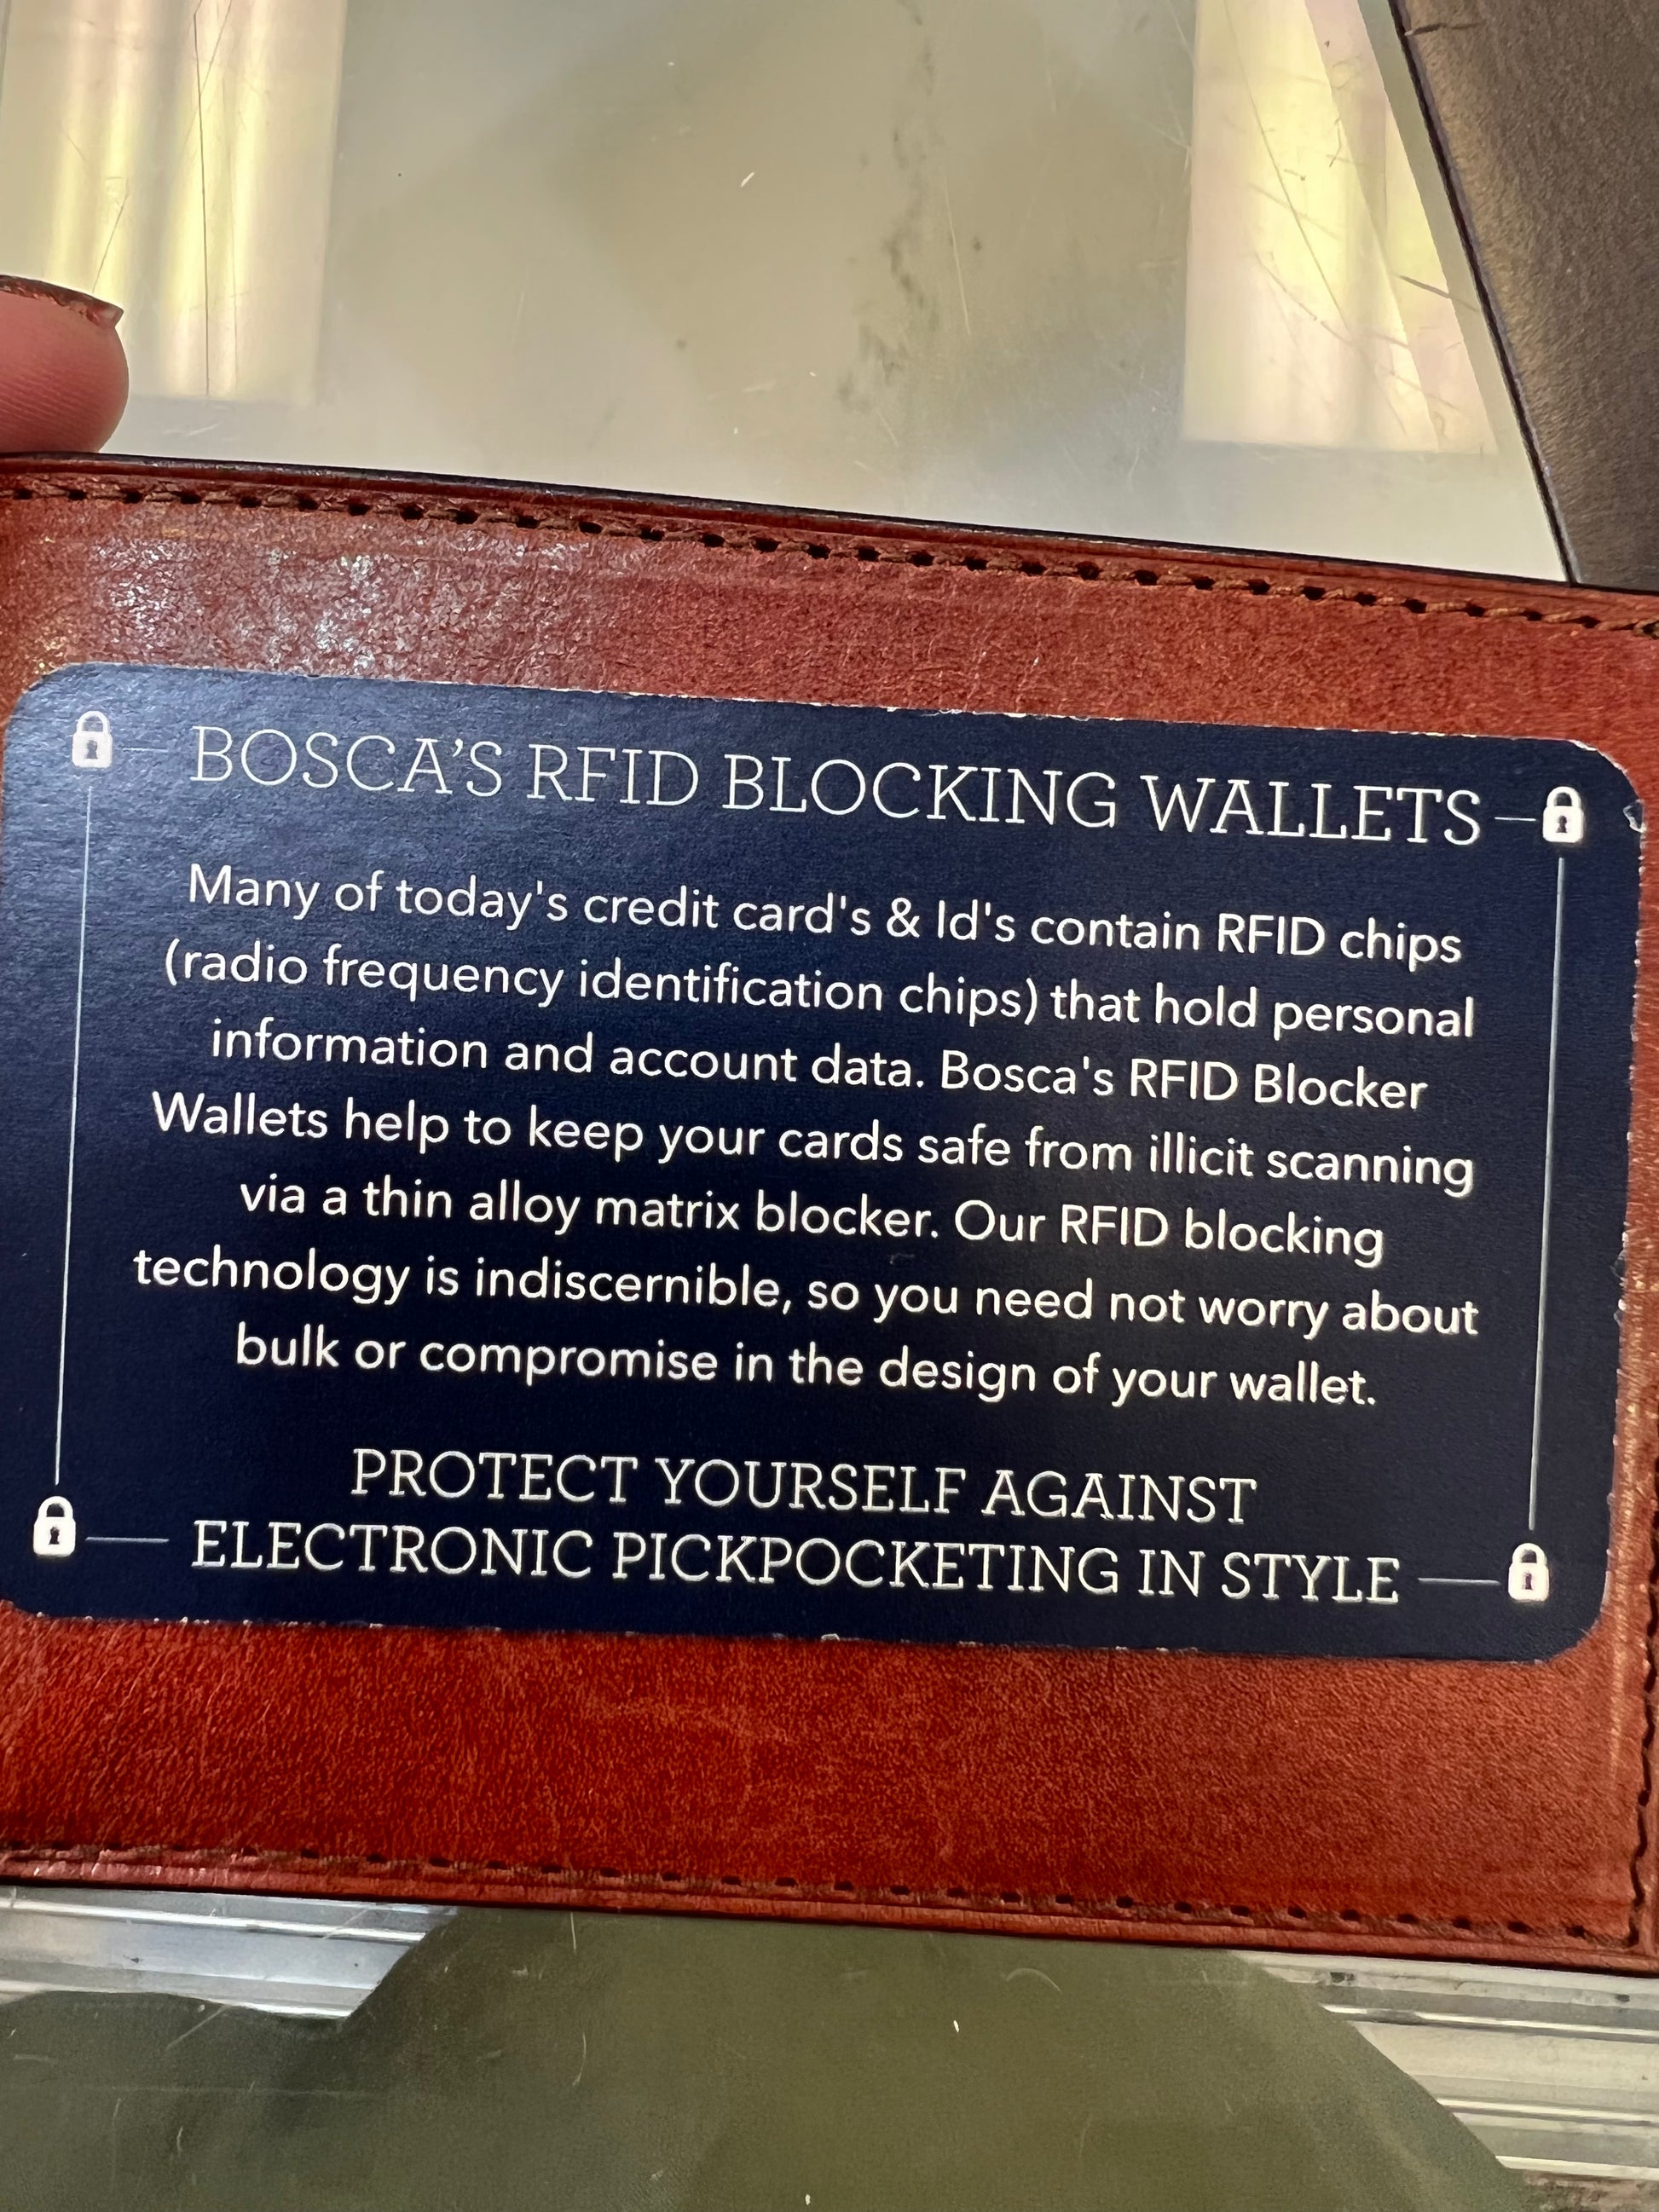 BOSCA'S RFID BLOCKING WALLETS
Many of today's credit card's & Id's contain RFID chips
(radio frequency identification chips) that hold personal
information and account data. Bosca's RFID Blocker
Wallets help to keep your cards safe from illicit scanning
via a thin alloy matrix blocker. Our RFID blocking
technology is indiscernible, so you need not worry about
bulk or compromise in the design of your wallet.
PROTECT YOURSELF AGAINST
ELECTRONIC PICKPOCKETING IN STYLE